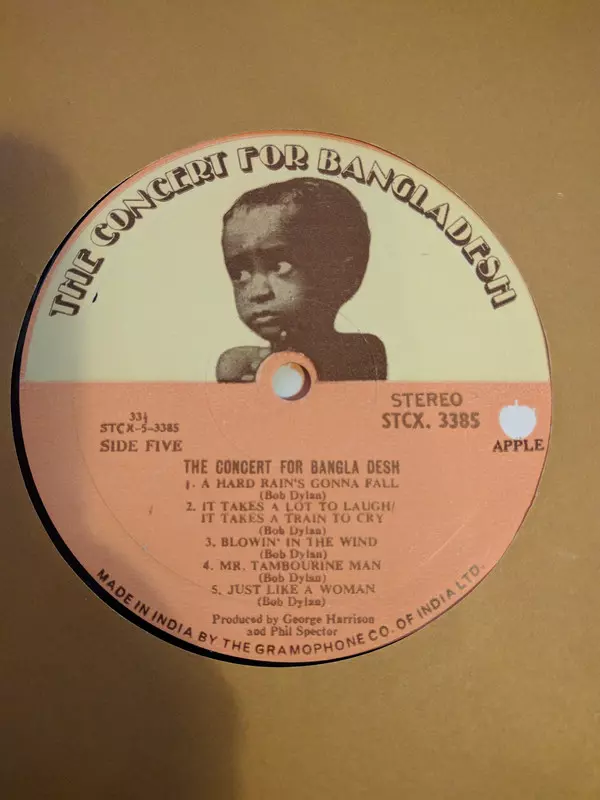 THE CONCERT FOR BANGLADESH
STEREO
STCX. 3385
33⅓
STCX-5-3385
SIDE FIVE
APPLE
THE CONCERT FOR BANGLA DESH
1. A HARD RAIN'S GONNA FALL
(Bob Dylan)
2. IT TAKES A LOT TO LAUGH/
IT TAKES A TRAIN TO CRY
(Bob Dylan)
3. BLOWIN' IN THE WIND
(Bob Dylan)
4. MR. TAMBOURINE MAN
(Bob Dylan)
5. JUST LIKE A WOMAN
(Bob Dylan)
Produced by George Harrison
and Phil Spector
MADE IN INDIA BY THE GRAMOPHONE CO. OF INDIA LTD.